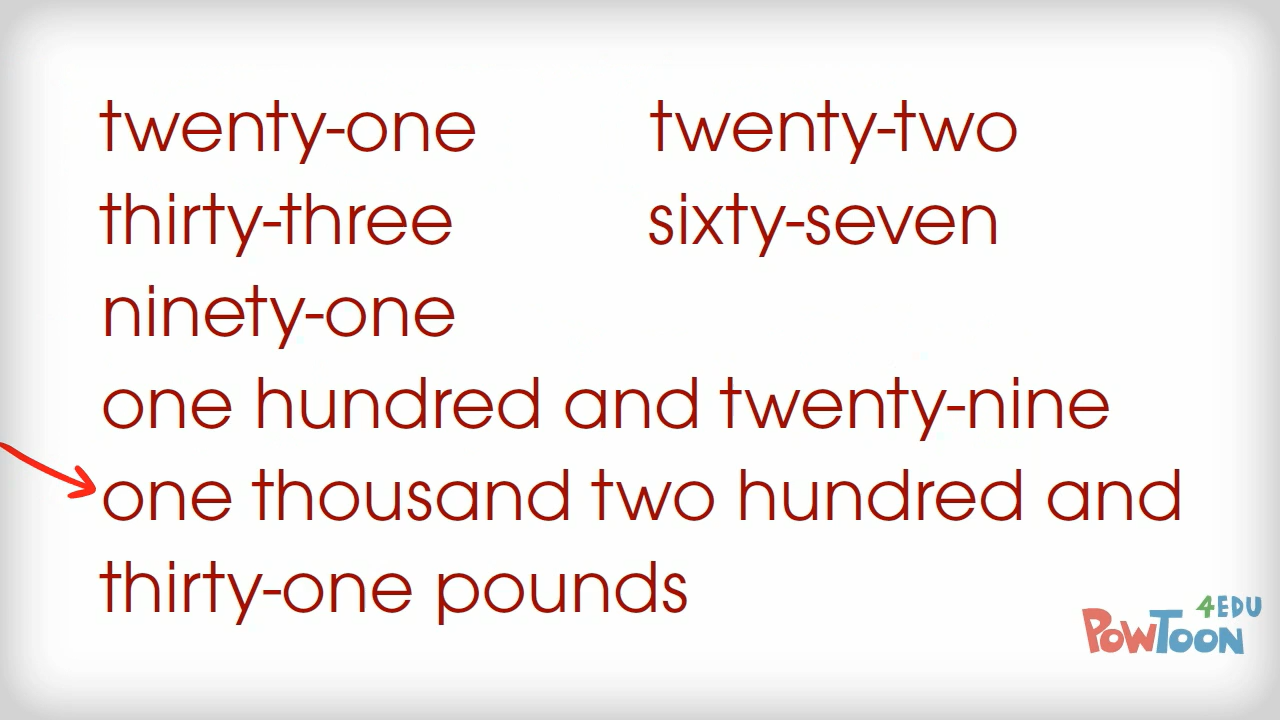 twenty-one twenty-two
thirty-three sixty-seven
ninety-one
one hundred and twenty-nine
one thousand two hundred and
thirty-one pounds
4EDU
PowToon